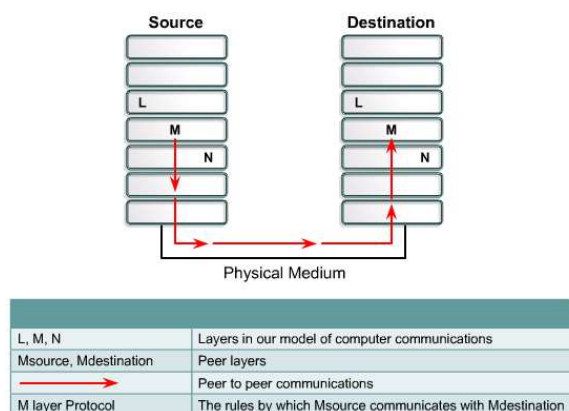 Source Destination
L L
M M
N N
Physical Medium
L, M, N Layers in our model of computer communications
Msource, Mdestination Peer layers
Peer to peer communications
M layer Protocol The rules by which Msource communicates with Mdestination